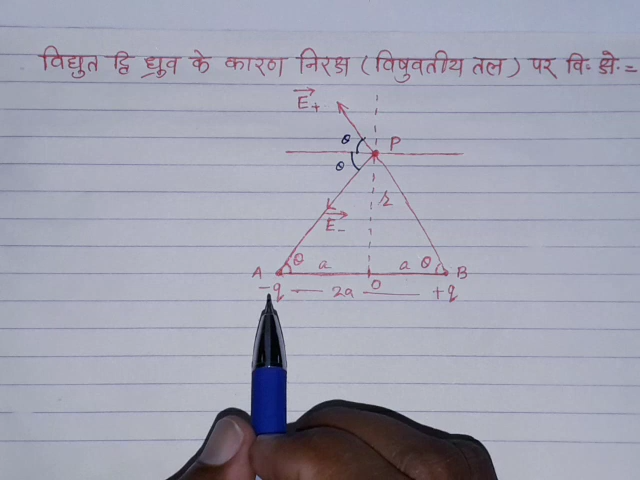 विद्युत द्वि ध्रुव के कारण निरक्ष (विषुवतीय तल) पर वि॰ क्षे॰ =
E₊
θ P
θ
r
E₋
A θ a a θ B
-q — 2a — O — +q